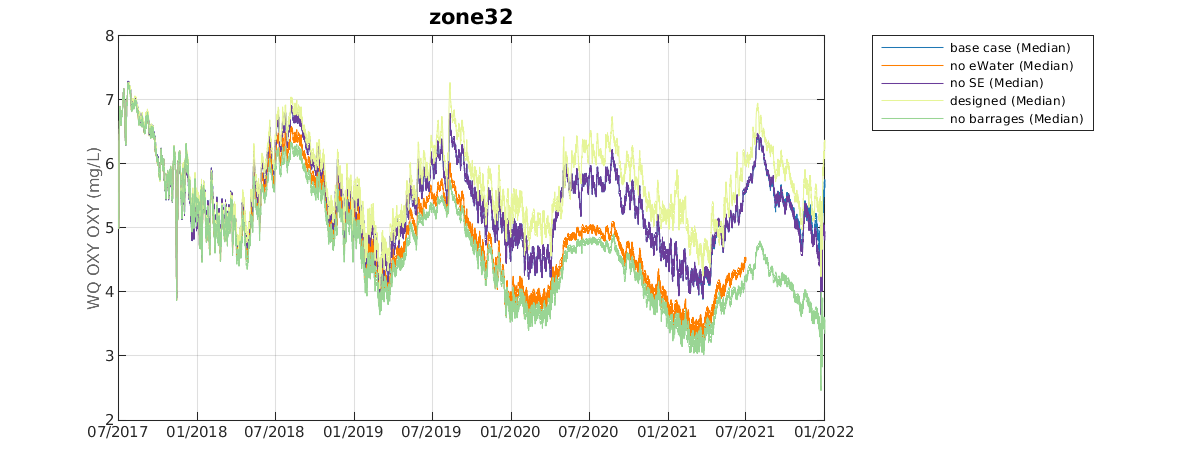 zone32
8
7
6
5
4
3
2
WQ OXY OXY (mg/L)
07/2017 01/2018 07/2018 01/2019 07/2019 01/2020 07/2020 01/2021 07/2021 01/2022
base case (Median)
no eWater (Median)
no SE (Median)
designed (Median)
no barrages (Median)